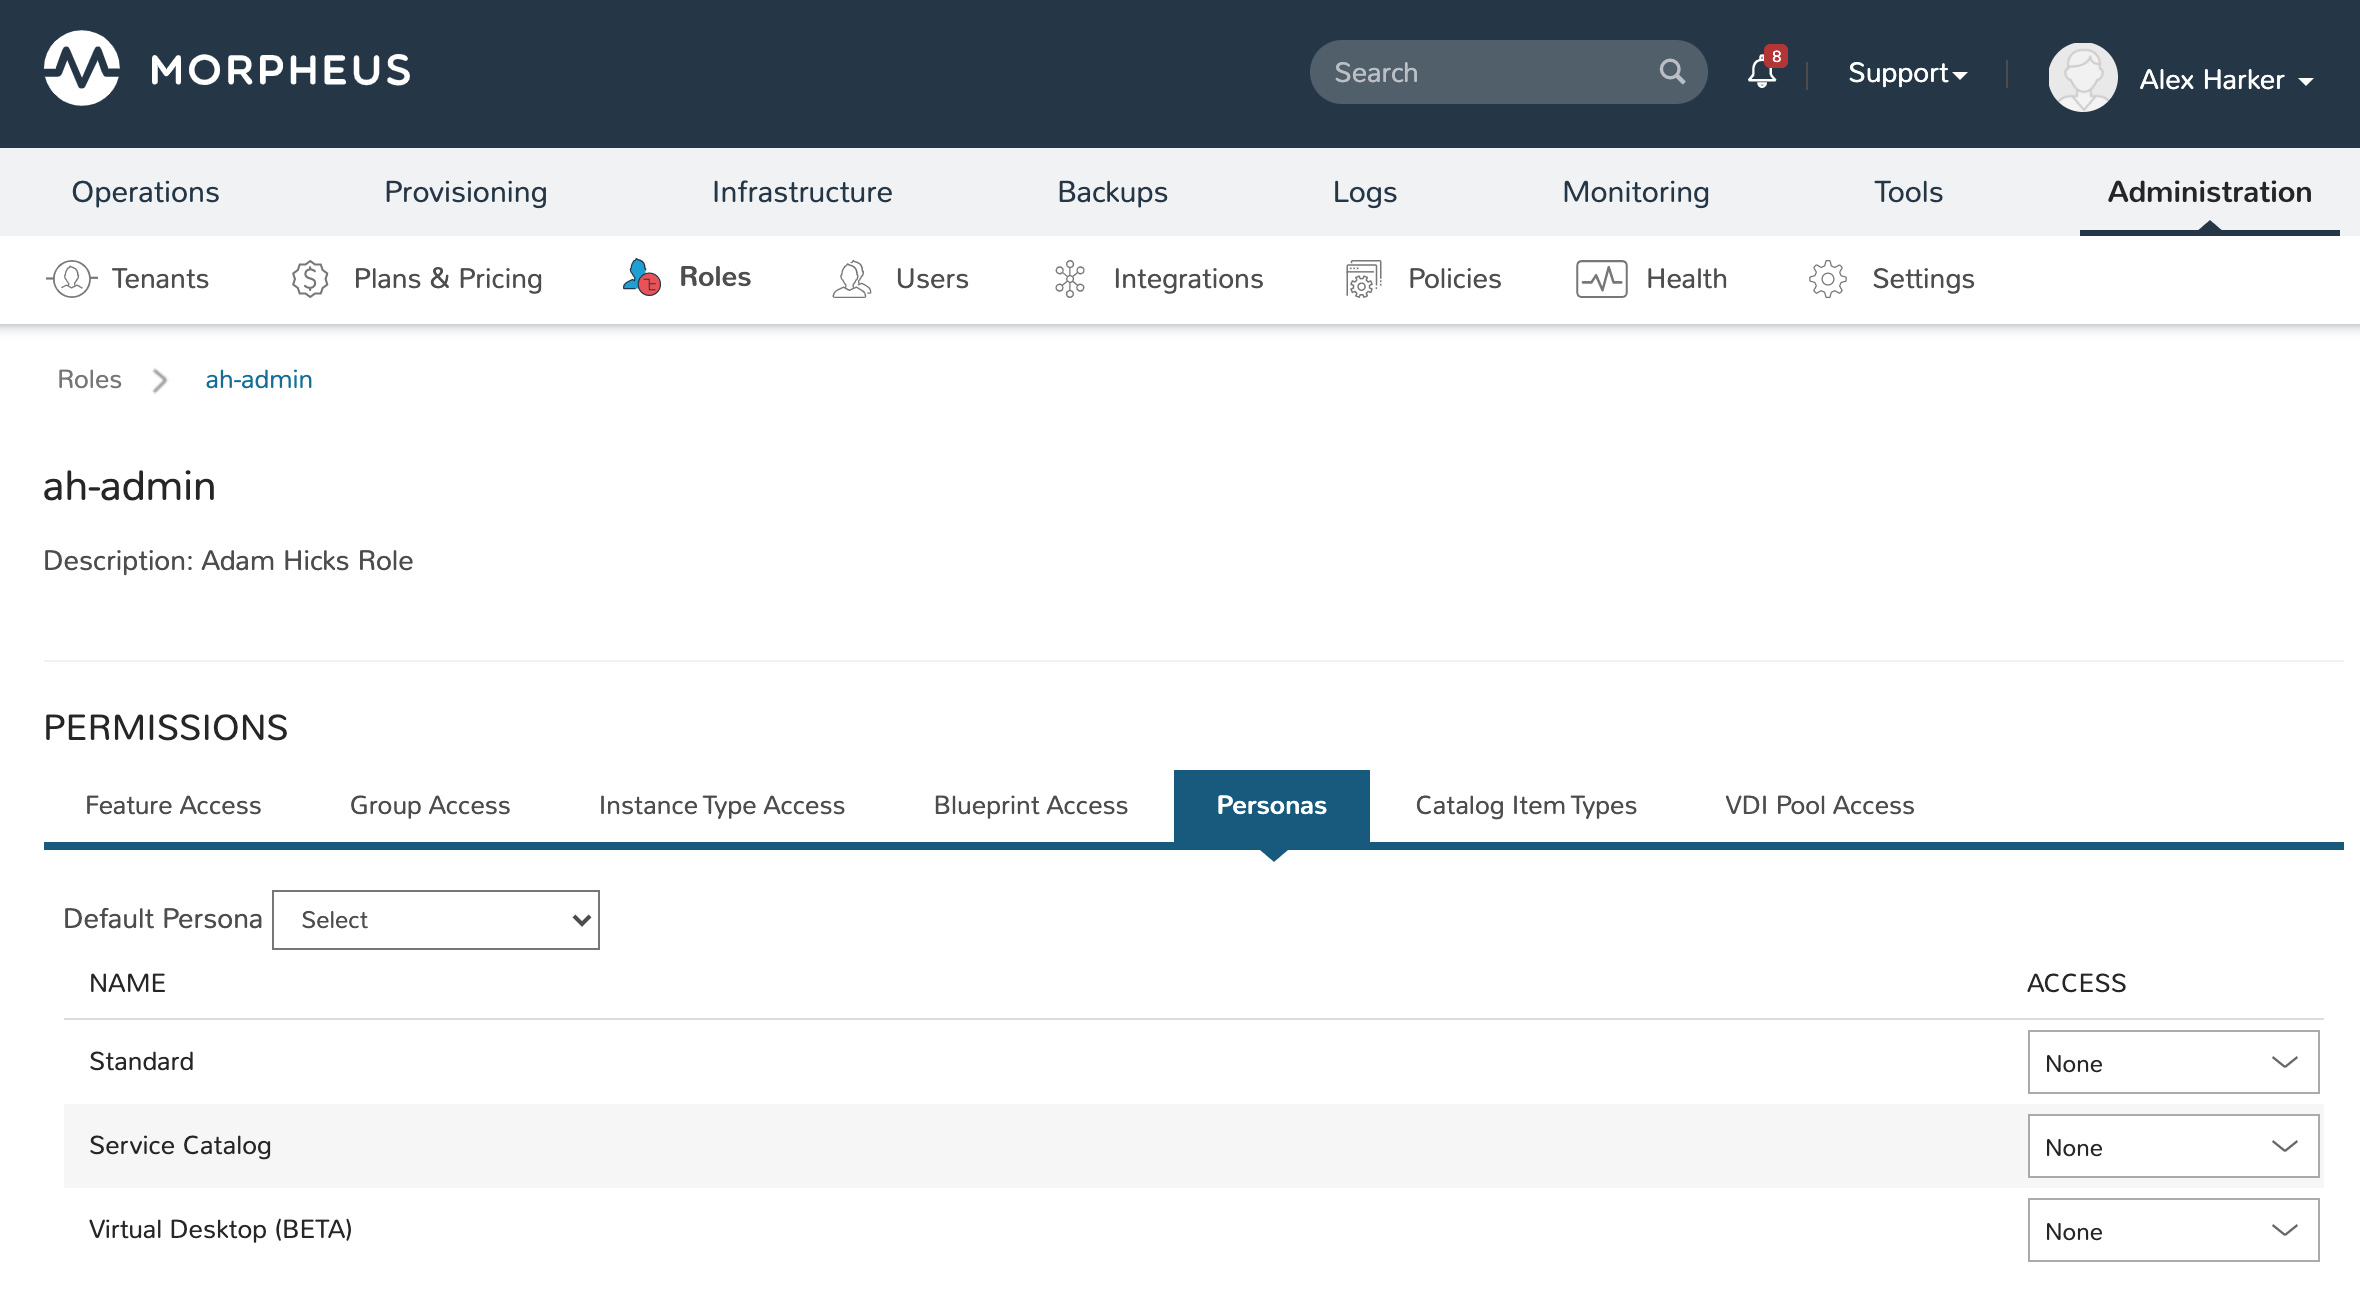 MORPHEUS
Search
8
Support
Alex Harker
Operations Provisioning Infrastructure Backups Logs Monitoring Tools Administration
Tenants Plans & Pricing Roles Users Integrations Policies Health Settings
Roles ah-admin
ah-admin
Description: Adam Hicks Role
PERMISSIONS
Feature Access Group Access Instance Type Access Blueprint Access Personas Catalog Item Types VDI Pool Access
Default Persona Select
NAME ACCESS
Standard None
Service Catalog None
Virtual Desktop (BETA) None